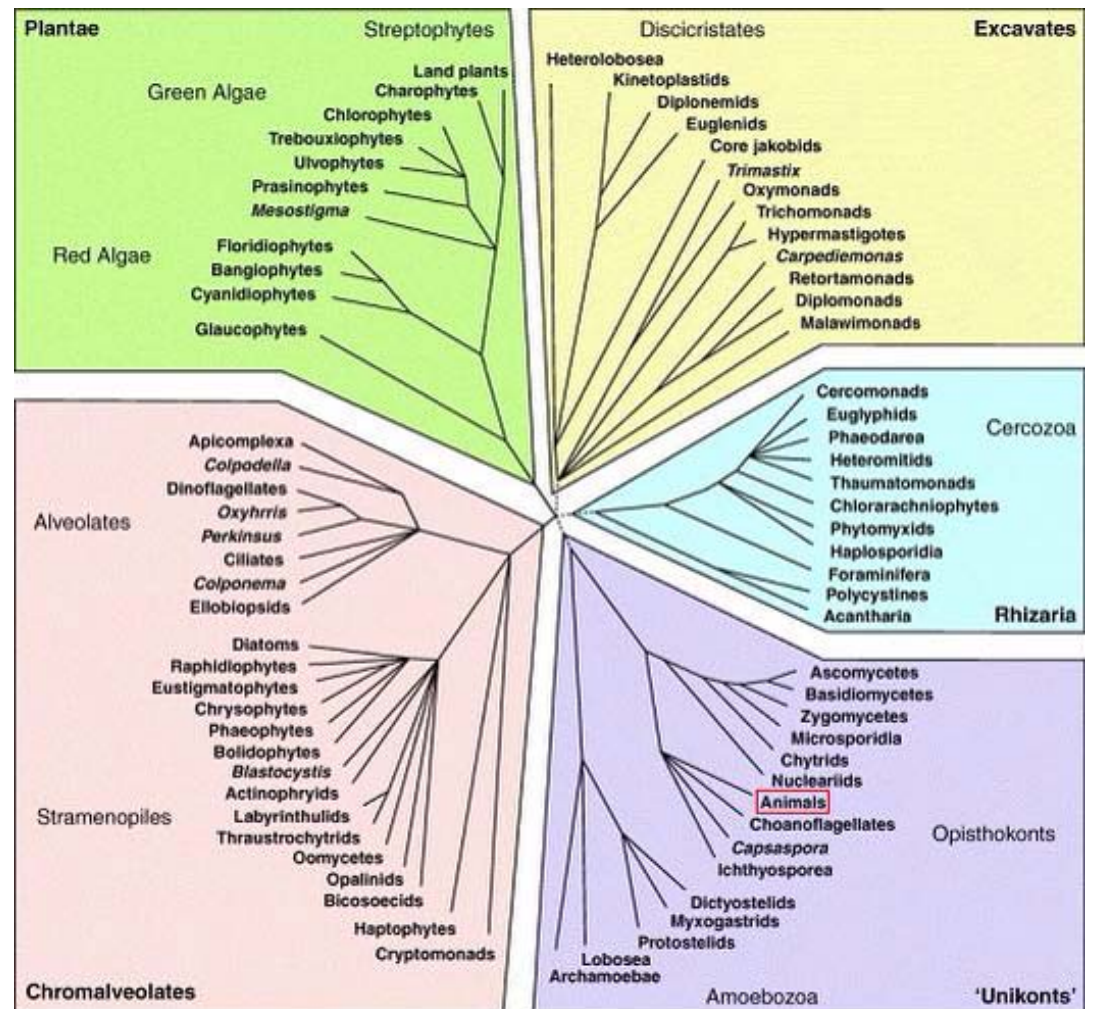 Plantae
Streptophytes
Land plants
Green Algae
Charophytes
Chlorophytes
Trebouxiophytes
Ulvophytes
Prasinophytes
Mesostigma
Red Algae
Floridiophytes
Bangiophytes
Cyanidiophytes
Glaucophytes
Discicristates
Excavates
Heterolobosea
Kinetoplastids
Diplonemids
Euglenids
Core jakobids
Trimastix
Oxymonads
Trichomonads
Hypermastigotes
Carpediemonas
Retortamonads
Diplomonads
Malawimonads
Cercomonads
Euglyphids
Cercozoa
Phaeodarea
Heteromitids
Thaumatomonads
Chlorarachniophytes
Phytomyxids
Haplosporidia
Foraminifera
Polycystines
Acantharia
Rhizaria
Apicomplexa
Colpodella
Dinoflagellates
Oxyhrris
Alveolates
Perkinsus
Ciliates
Colponema
Ellobiopsids
Diatoms
Raphidiophytes
Eustigmatophytes
Chrysophytes
Phaeophytes
Bolidophytes
Blastocystis
Actinophryids
Stramenopiles
Labyrinthulids
Thraustrochytrids
Oomycetes
Opalinids
Bicosoecids
Haptophytes
Cryptomonads
Chromalveolates
Ascomycetes
Basidiomycetes
Zygomycetes
Microsporidia
Chytrids
Nucleariids
Animals
Choanoflagellates
Opisthokonts
Capsaspora
Ichthyosporea
Dictyostelids
Myxogastrids
Protostelids
Lobosea
Archamoebae
Amoebozoa
'Unikonts'